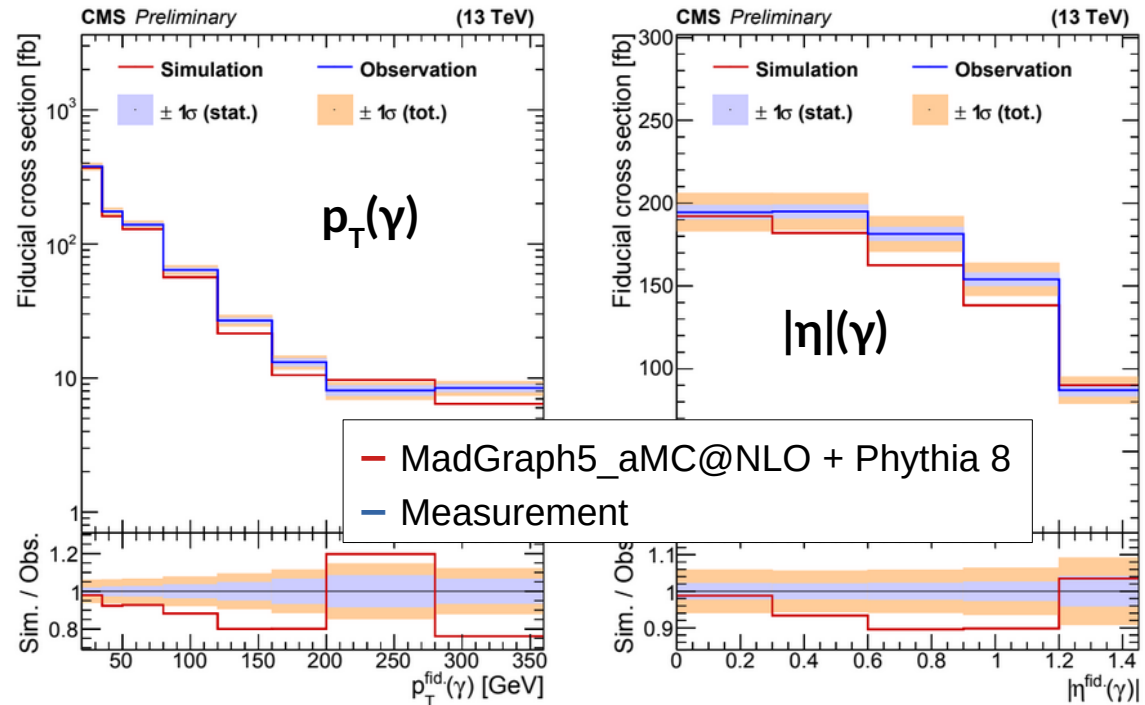 CMS Preliminary (13 TeV)
Fiducial cross section [fb]
Simulation Observation
± 1σ (stat.) ± 1σ (tot.)
10³
10²
10
1
p_T(γ)
Sim. / Obs.
1.2
1
0.8
50 100 150 200 250 300 350
p_T^fid.(γ) [GeV]
CMS Preliminary (13 TeV)
Fiducial cross section [fb]
Simulation Observation
± 1σ (stat.) ± 1σ (tot.)
300
250
200
150
100
|η|(γ)
MadGraph5_aMC@NLO + Phythia 8
Measurement
Sim. / Obs.
1.1
1
0.9
0 0.2 0.4 0.6 0.8 1 1.2 1.4
|η^fid.(γ)|